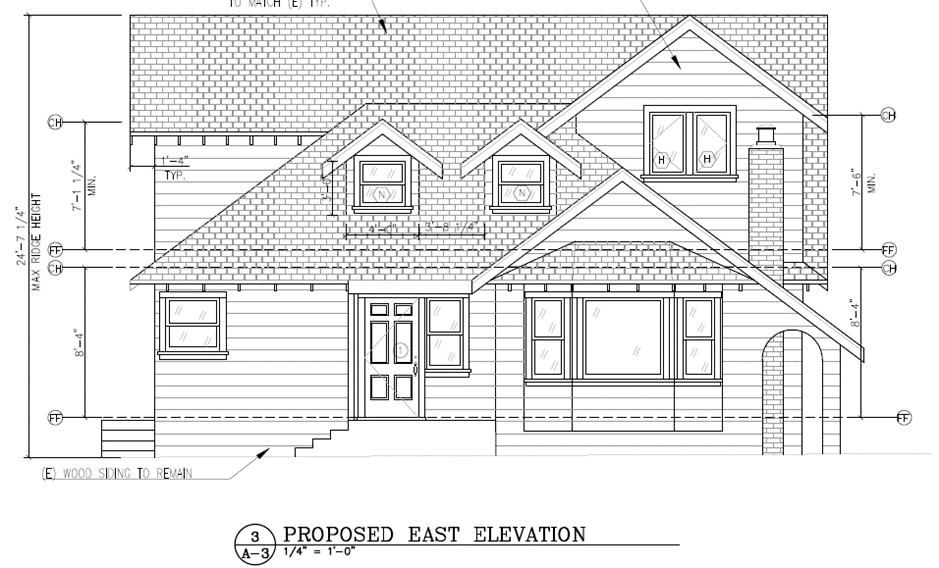 TO MATCH (E) TYP.
CH
CH
1'-4"
TYP.
H
H
7'-1 1/4"
MIN.
7'-6"
MIN.
N
N
4'-0"
3'-8 1/4"
24'-7 1/4"
MAX RIDGE HEIGHT
FF
FF
CH
CH
8'-4"
8'-4"
1
FF
FF
(E) WOOD SIDING TO REMAIN
3
A-3
PROPOSED EAST ELEVATION
1/4" = 1'-0"